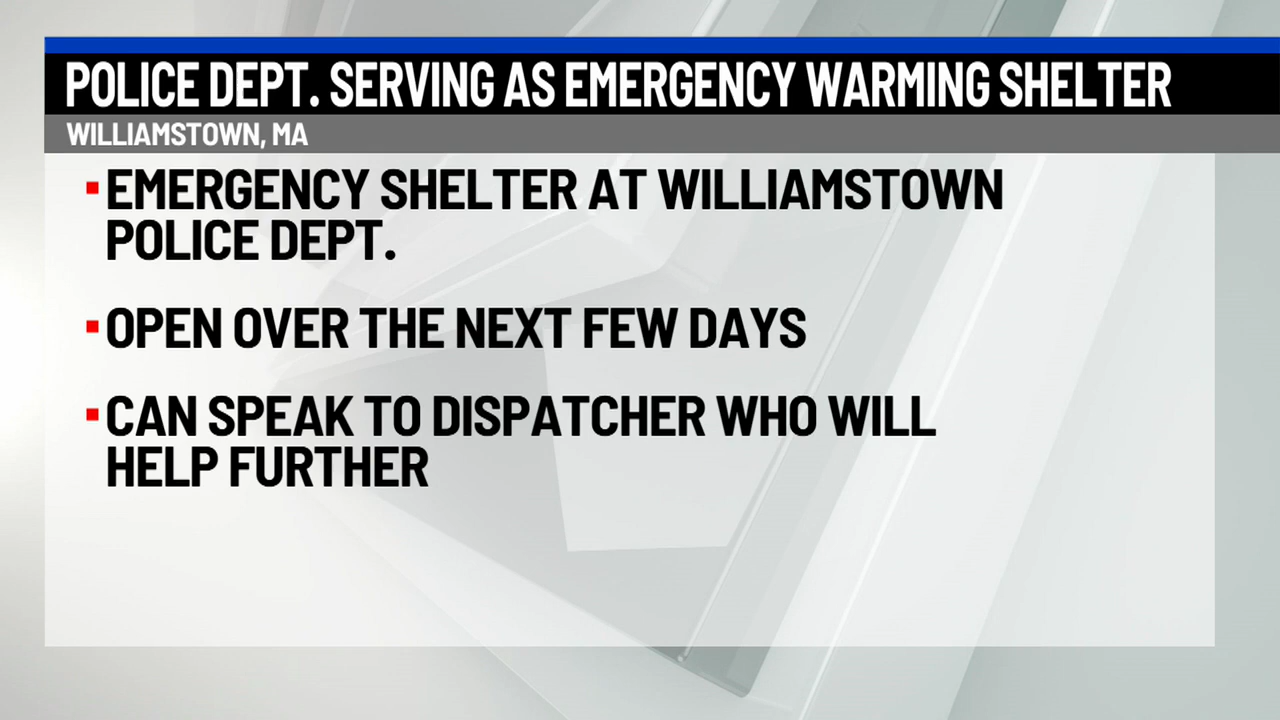 POLICE DEPT. SERVING AS EMERGENCY WARMING SHELTER
WILLIAMSTOWN, MA
EMERGENCY SHELTER AT WILLIAMSTOWN
POLICE DEPT.
OPEN OVER THE NEXT FEW DAYS
CAN SPEAK TO DISPATCHER WHO WILL
HELP FURTHER